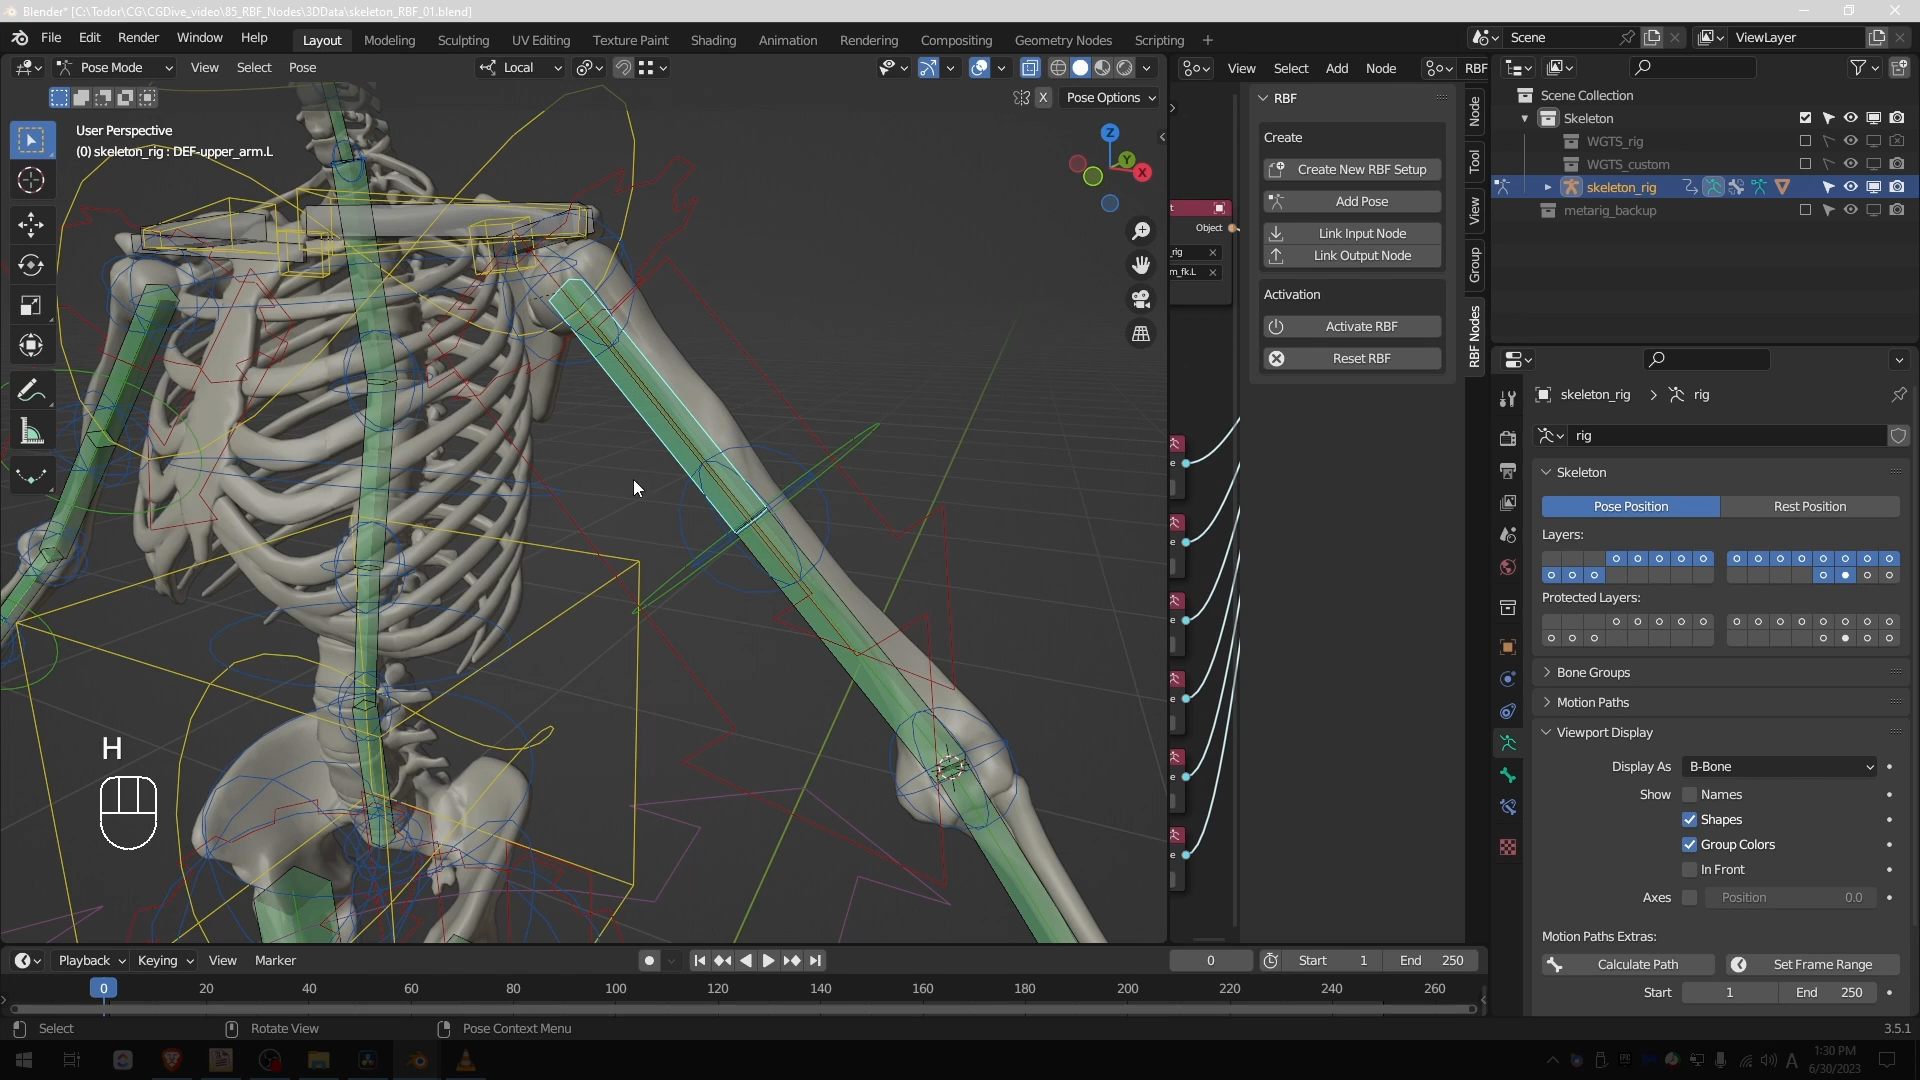 Blender* [C:\Todor\CG\CGDive_video\85_RBF_Nodes\3DData\skeleton_RBF_01.blend]
File Edit Render Window Help
Layout Modeling Sculpting UV Editing Texture Paint Shading Animation Rendering Compositing Geometry Nodes Scripting +
Scene
ViewLayer
Pose Mode View Select Pose
Local
View Select Add Node
RBF
X
Pose Options
User Perspective
(0) skeleton_rig : DEF-upper_arm.L
Z
Y
X
H
t
Object
_rig
m_fk.L
e
e
e
e
e
e
RBF
Create
Create New RBF Setup
Add Pose
Link Input Node
Link Output Node
Activation
Activate RBF
Reset RBF
Node
Tool
View
Group
RBF Nodes
Scene Collection
Skeleton
WGTS_rig
WGTS_custom
skeleton_rig
metarig_backup
skeleton_rig > rig
rig
Skeleton
Pose Position Rest Position
Layers:
Protected Layers:
Bone Groups
Motion Paths
Viewport Display
Display As B-Bone
Show Names
Shapes
Group Colors
In Front
Axes Position 0.0
Motion Paths Extras:
Calculate Path Set Frame Range
Start 1 End 250
Playback Keying View Marker
0
Start 1
End 250
0 20 40 60 80 100 120 140 160 180 200 220 240 260
Select
Rotate View
Pose Context Menu
3.5.1
A
1:30 PM
6/30/2023